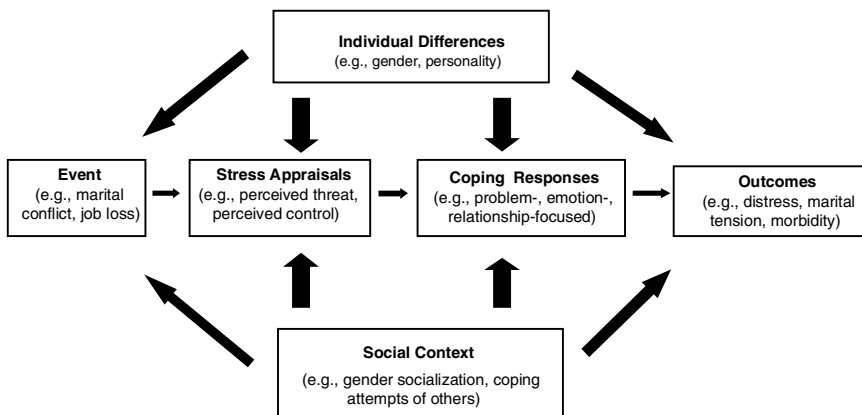 Individual Differences
(e.g., gender, personality)
Event
(e.g., marital
conflict, job loss)
Stress Appraisals
(e.g., perceived threat,
perceived control)
Coping Responses
(e.g., problem-, emotion-,
relationship-focused)
Outcomes
(e.g., distress, marital
tension, morbidity)
Social Context
(e.g., gender socialization, coping
attempts of others)